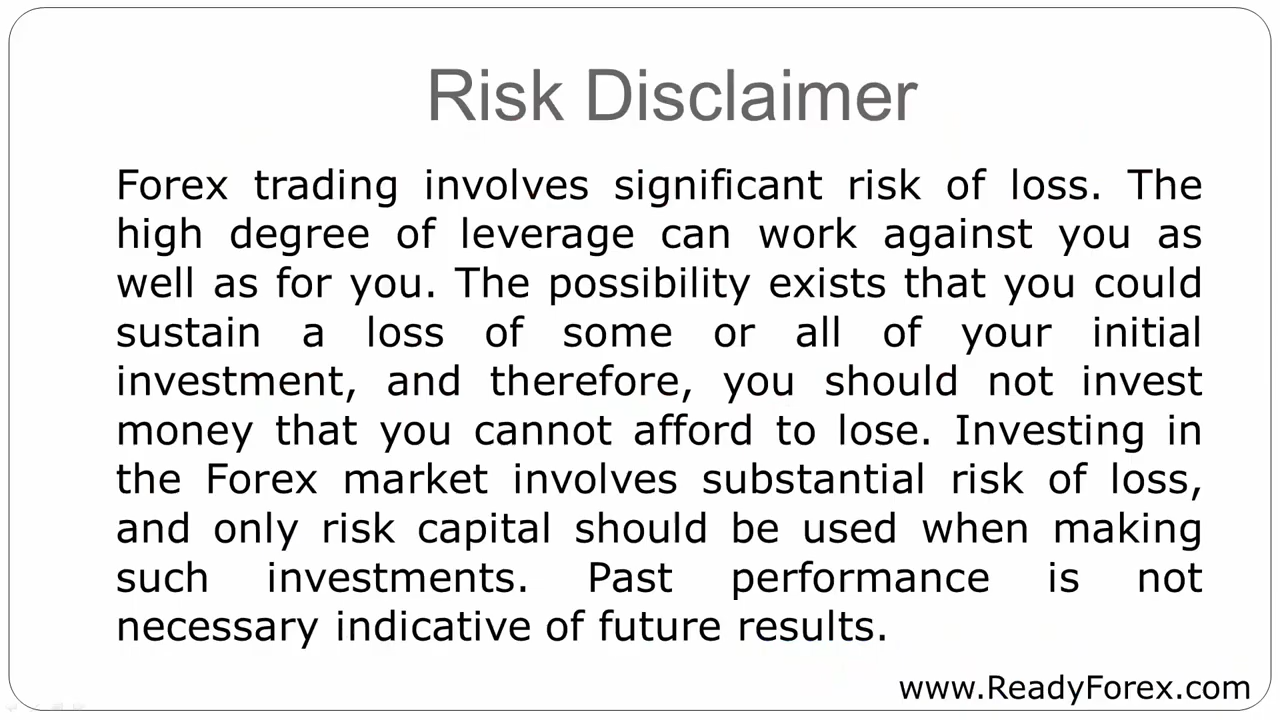 Risk Disclaimer
Forex trading involves significant risk of loss. The
high degree of leverage can work against you as
well as for you. The possibility exists that you could
sustain a loss of some or all of your initial
investment, and therefore, you should not invest
money that you cannot afford to lose. Investing in
the Forex market involves substantial risk of loss,
and only risk capital should be used when making
such investments. Past performance is not
necessary indicative of future results.
www.ReadyForex.com